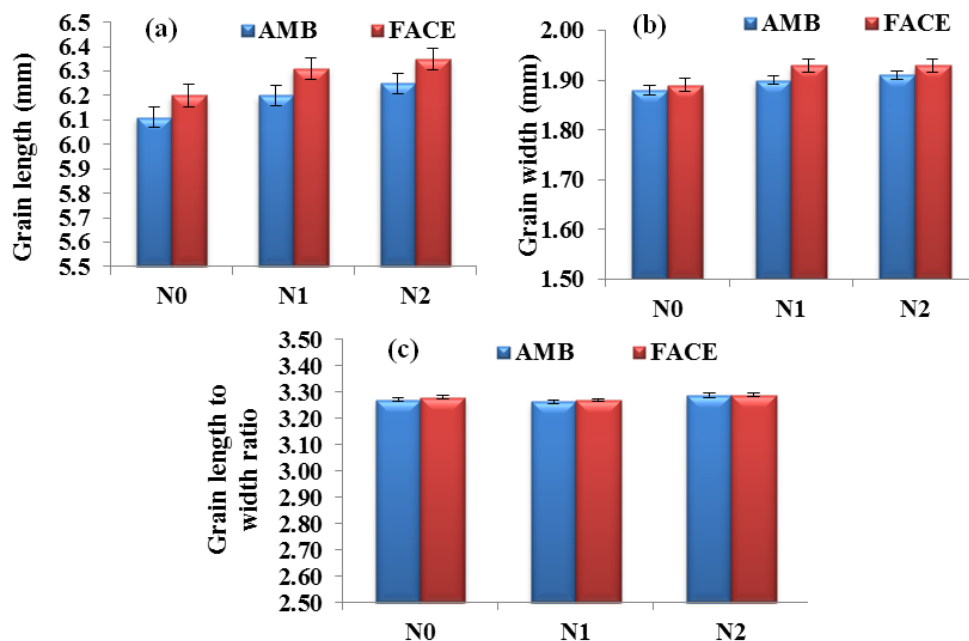 (a)
AMB FACE
Grain length (mm)
6.5
6.4
6.3
6.2
6.1
6.0
5.9
5.8
5.7
5.6
5.5
N0 N1 N2
(b)
AMB FACE
Grain width (mm)
2.00
1.90
1.80
1.70
1.60
1.50
N0 N1 N2
(c)
AMB FACE
Grain length to
width ratio
3.50
3.40
3.30
3.20
3.10
3.00
2.90
2.80
2.70
2.60
2.50
N0 N1 N2